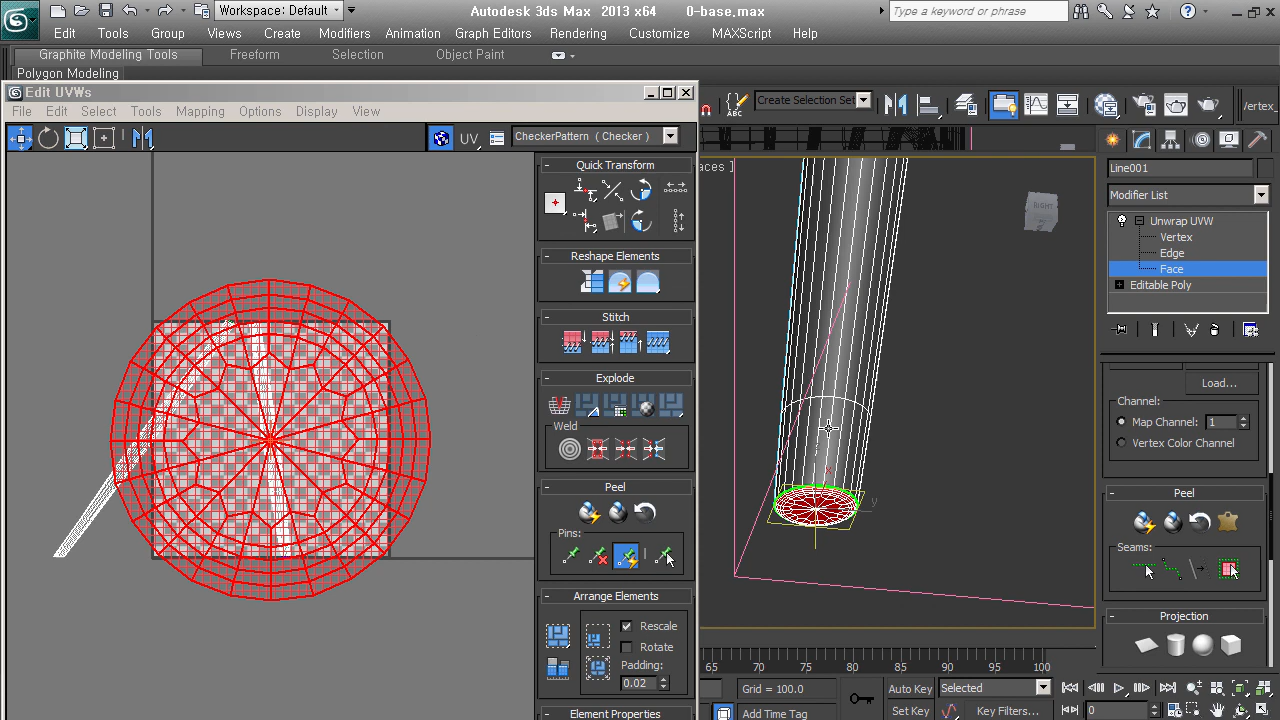 Workspace: Default
Autodesk 3ds Max 2013 x64 0-base.max
Type a keyword or phrase
Edit Tools Group Views Create Modifiers Animation Graph Editors Rendering Customize MAXScript Help
Graphite Modeling Tools Freeform Selection Object Paint
Polygon Modeling
Edit UVWs
File Edit Select Tools Mapping Options Display View
UV
CheckerPattern ( Checker )
Quick Transform
Reshape Elements
Stitch
Explode
Weld
Peel
Pins:
Arrange Elements
Rescale
Rotate
Padding:
0.02
Element Properties
ABC
Create Selection Set
/ertex
aces ]
RIGHT
x
y
Line001
Modifier List
Unwrap UVW
Vertex
Edge
Face
Editable Poly
Load...
Channel:
Map Channel: 1
Vertex Color Channel
Peel
Seams:
Projection
65 70 75 80 85 90 95 100
Grid = 100.0
Add Time Tag
Auto Key Selected
Set Key Key Filters...
0